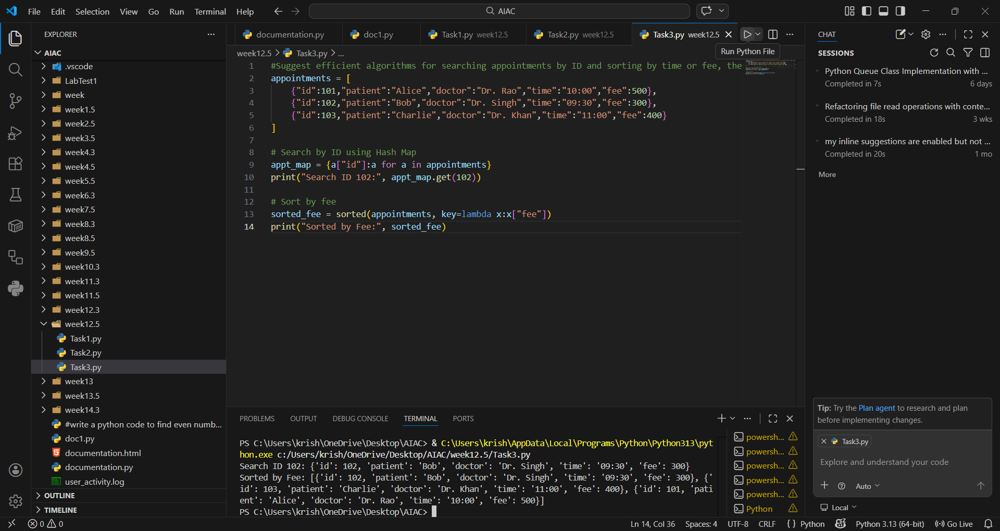 File Edit Selection View Go Run Terminal Help
AIAC
EXPLORER
AIAC
.vscode
LabTest1
week
week1.5
week2.5
week3.5
week4.3
week4.5
week5.5
week6.3
week7.5
week8.3
week8.5
week9.5
week10.3
week11.3
week11.5
week12.3
week12.5
Task1.py
Task2.py
Task3.py
week13
week13.5
week14.3
#write a python code to find even numb...
doc1.py
documentation.html
documentation.py
user_activity.log
OUTLINE
TIMELINE
documentation.py
doc1.py
Task1.py week12.5
Task2.py week12.5
Task3.py week12.5
Run Python File
week12.5 > Task3.py > ...
1 #Suggest efficient algorithms for searching appointments by ID and sorting by time or fee, the
2 appointments = [
3 {"id":101,"patient":"Alice","doctor":"Dr. Rao","time":"10:00","fee":500},
4 {"id":102,"patient":"Bob","doctor":"Dr. Singh","time":"09:30","fee":300},
5 {"id":103,"patient":"Charlie","doctor":"Dr. Khan","time":"11:00","fee":400}
6 ]
7
8 # Search by ID using Hash Map
9 appt_map = {a["id"]:a for a in appointments}
10 print("Search ID 102:", appt_map.get(102))
11
12 # Sort by fee
13 sorted_fee = sorted(appointments, key=lambda x:x["fee"])
14 print("Sorted by Fee:", sorted_fee)
PROBLEMS OUTPUT DEBUG CONSOLE TERMINAL PORTS
PS C:\Users\krish\OneDrive\Desktop\AIAC> & C:\Users\krish\AppData\Local\Programs\Python\Python313\pyt
hon.exe c:/Users/krish/OneDrive/Desktop/AIAC/week12.5/Task3.py
Search ID 102: {'id': 102, 'patient': 'Bob', 'doctor': 'Dr. Singh', 'time': '09:30', 'fee': 300}
Sorted by Fee: [{'id': 102, 'patient': 'Bob', 'doctor': 'Dr. Singh', 'time': '09:30', 'fee': 300}, {'
id': 103, 'patient': 'Charlie', 'doctor': 'Dr. Khan', 'time': '11:00', 'fee': 400}, {'id': 101, 'pati
ent': 'Alice', 'doctor': 'Dr. Rao', 'time': '10:00', 'fee': 500}]
PS C:\Users\krish\OneDrive\Desktop\AIAC>
powersh...
powersh...
powersh...
powersh...
powersh...
Python
CHAT
SESSIONS
Python Queue Class Implementation with ...
Completed in 7s 6 days
Refactoring file read operations with conte...
Completed in 18s 3 wks
my inline suggestions are enabled but not ...
Completed in 20s 1 mo
More
Tip: Try the Plan agent to research and plan
before implementing changes.
Task3.py
Explore and understand your code
Auto
Local
0 0
Ln 14, Col 36 Spaces: 4 UTF-8 CRLF {} Python Python 3.13 (64-bit) Go Live